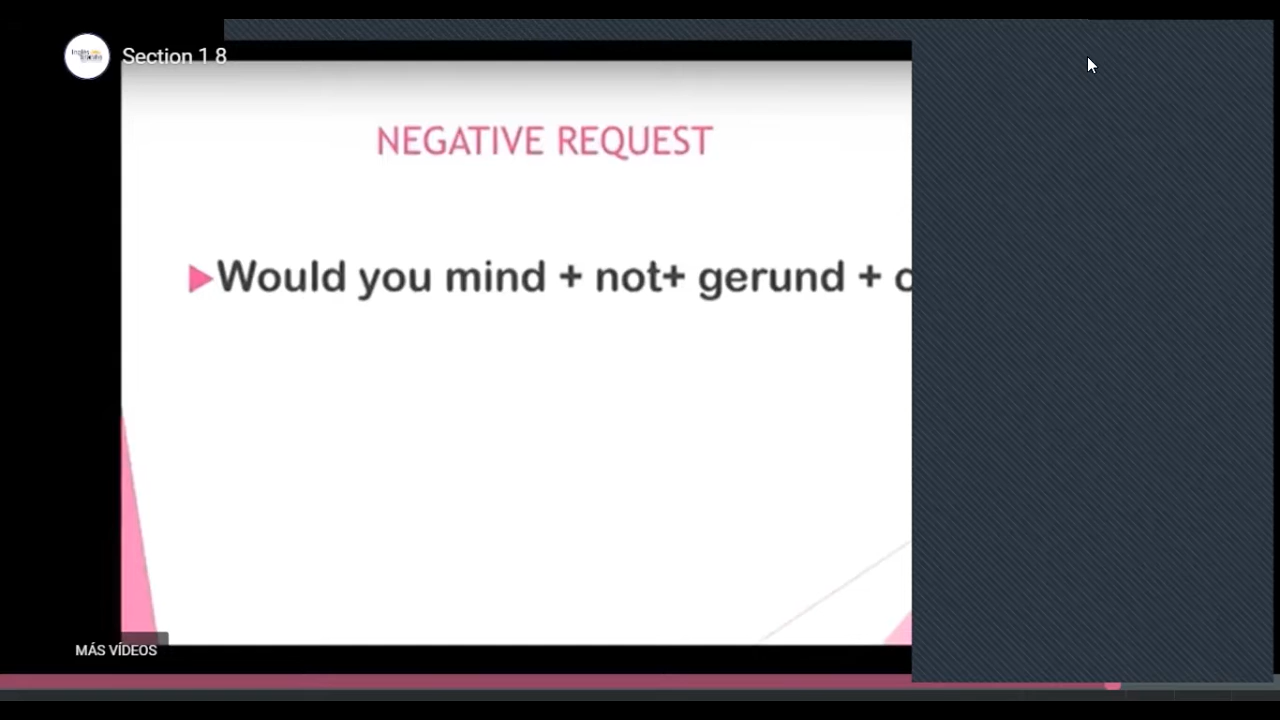 Section 1 8
NEGATIVE REQUEST
Would you mind + not+ gerund +
MÁS VÍDEOS